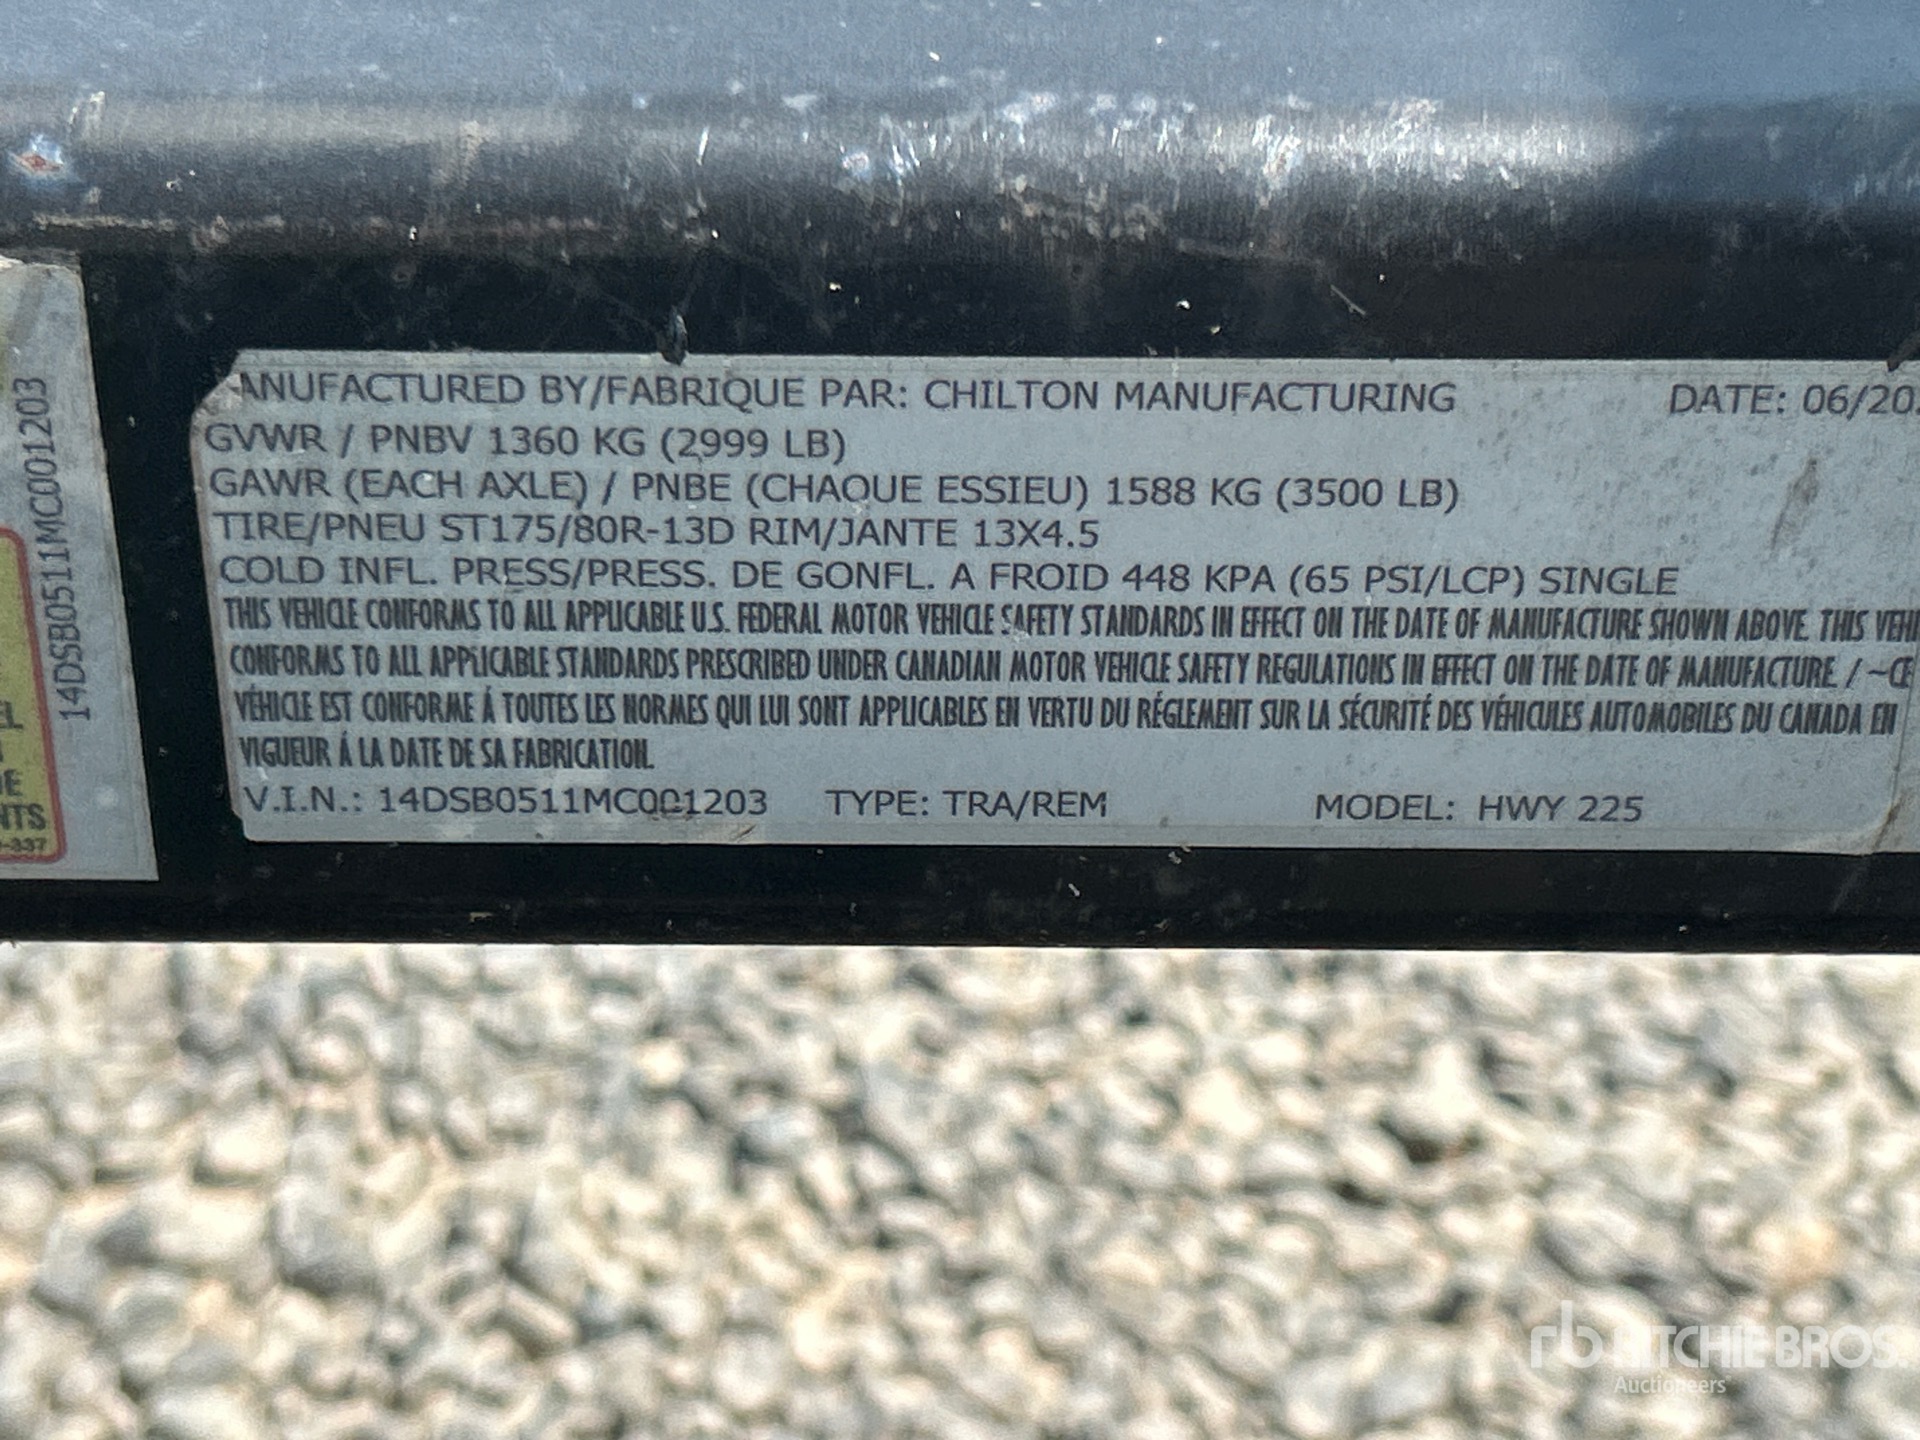 14DSB0511MC001203
EL
DE
NTS
-337
ANUFACTURED BY/FABRIQUE PAR: CHILTON MANUFACTURING DATE: 06/20
GVWR / PNBV 1360 KG (2999 LB)
GAWR (EACH AXLE) / PNBE (CHAQUE ESSIEU) 1588 KG (3500 LB)
TIRE/PNEU ST175/80R-13D RIM/JANTE 13X4.5
COLD INFL. PRESS/PRESS. DE GONFL. A FROID 448 KPA (65 PSI/LCP) SINGLE
THIS VEHICLE CONFORMS TO ALL APPLICABLE U.S. FEDERAL MOTOR VEHICLE SAFETY STANDARDS IN EFFECT ON THE DATE OF MANUFACTURE SHOWN ABOVE. THIS VEHI
CONFORMS TO ALL APPLICABLE STANDARDS PRESCRIBED UNDER CANADIAN MOTOR VEHICLE SAFETY REGULATIONS IN EFFECT ON THE DATE OF MANUFACTURE. / ~CE
VÉHICLE EST CONFORME Á TOUTES LES NORMES QUI LUI SONT APPLICABLES EN VERTU DU RÉGLEMENT SUR LA SÉCURITÉ DES VÉHICULES AUTOMOBILES DU CANADA EN
VIGUEUR Á LA DATE DE SA FABRICATION.
V.I.N.: 14DSB0511MC001203 TYPE: TRA/REM MODEL: HWY 225
rb RITCHIE BROS.
Auctioneers